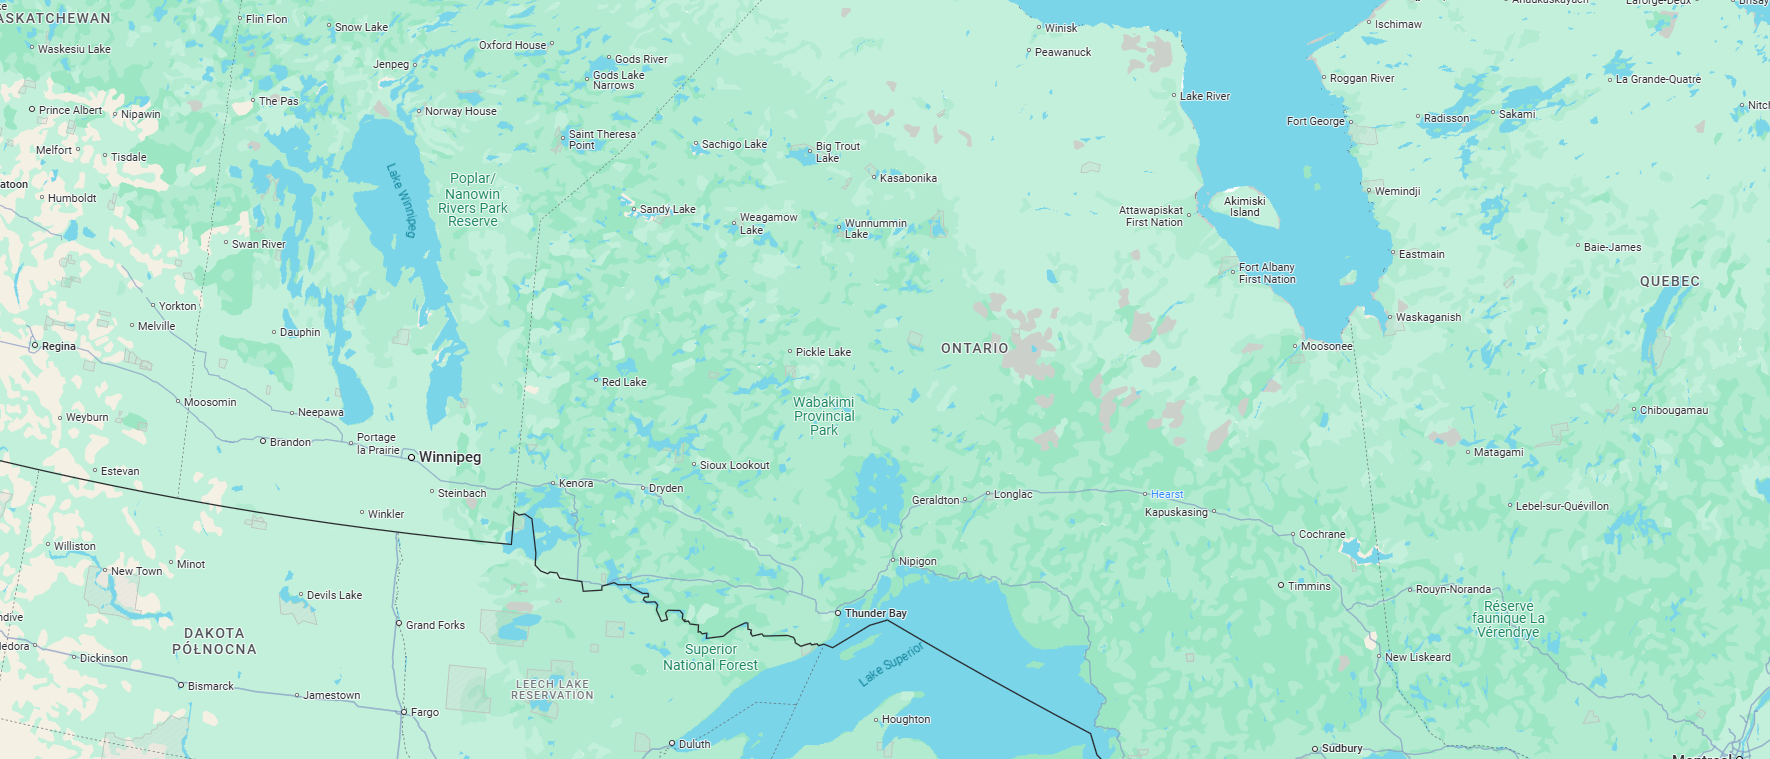 ASKATCHEWAN
Flin Flon
Snow Lake
Waskesiu Lake
Oxford House
Jenpeg
Gods River
Gods Lake
Narrows
The Pas
Prince Albert
Nipawin
Norway House
Melfort
Tisdale
Saint Theresa
Point
atoon
Humboldt
Poplar/
Nanowin
Rivers Park
Reserve
Lake Winnipeg
Swan River
Yorkton
Melville
Dauphin
Regina
Moosomin
Neepawa
Weyburn
Brandon
Portage
la Prairie
Winnipeg
Estevan
Steinbach
Winkler
Williston
New Town
Minot
Devils Lake
ndive
Grand Forks
DAKOTA
PÓŁNOCNA
edora
Dickinson
Bismarck
Jamestown
Fargo
Winisk
Peawanuck
Lake River
Sachigo Lake
Big Trout
Lake
Kasabonika
Sandy Lake
Weagamow
Lake
Wunnummin
Lake
Attawapiskat
First Nation
Akimiski
Island
Fort Albany
First Nation
Pickle Lake
ONTARIO
Moosonee
Red Lake
Wabakimi
Provincial
Park
Sioux Lookout
Kenora
Dryden
Geraldton
Longlac
Hearst
Kapuskasing
Cochrane
Nipigon
Timmins
Thunder Bay
Superior
National Forest
LEECH LAKE
RESERVATION
Lake Superior
Houghton
Duluth
Sudbury
Laforge-Deux
Ischimaw
Roggan River
La Grande-Quatre
Radisson
Sakami
Nitch
Fort George
Wemindji
Eastmain
Baie-James
QUEBEC
Waskaganish
Chibougamau
Matagami
Lebel-sur-Quévillon
Rouyn-Noranda
Réserve
faunique La
Vérendrye
New Liskeard